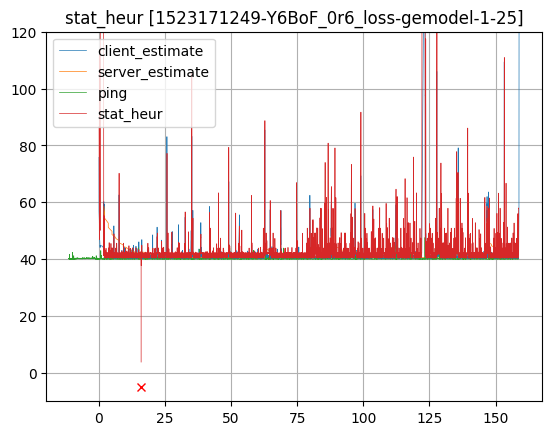 stat_heur [1523171249-Y6BoF_0r6_loss-gemodel-1-25]
client_estimate
server_estimate
ping
stat_heur
120
100
80
60
40
20
0
0 25 50 75 100 125 150